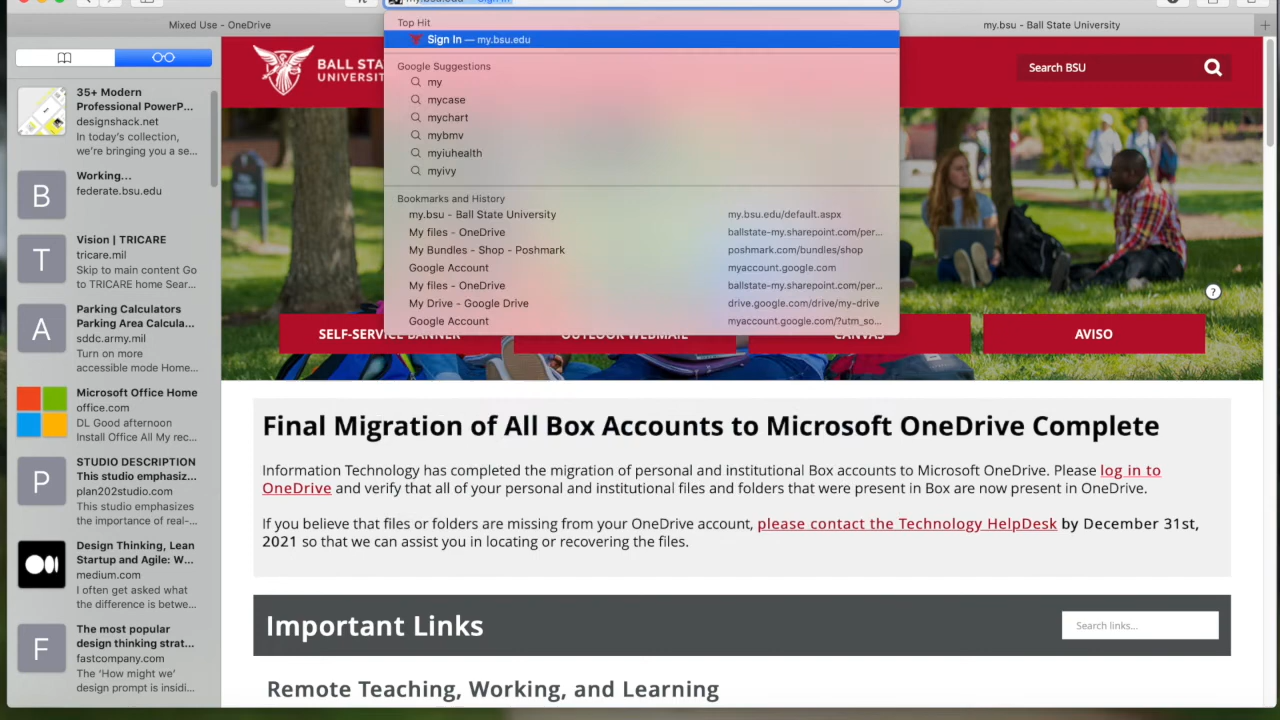 my.bsu.edu – Sign In
Mixed Use - OneDrive
my.bsu - Ball State University
Top Hit
Sign In — my.bsu.edu
Google Suggestions
my
mycase
mychart
mybmv
myiuhealth
myivy
Bookmarks and History
my.bsu - Ball State University my.bsu.edu/default.aspx
My files - OneDrive ballstate-my.sharepoint.com/per...
My Bundles - Shop - Poshmark poshmark.com/bundles/shop
Google Account myaccount.google.com
My files - OneDrive ballstate-my.sharepoint.com/per...
My Drive - Google Drive drive.google.com/drive/my-drive
Google Account myaccount.google.com/?utm_so...
35+ Modern
Professional PowerP...
designshack.net
In today's collection,
we're bringing you a se...
B
Working...
federate.bsu.edu
T
Vision | TRICARE
tricare.mil
Skip to main content Go
to TRICARE home Sear...
A
Parking Calculators
Parking Area Calcula...
sddc.army.mil
Turn on more
accessible mode Home...
Microsoft Office Home
office.com
DL Good afternoon
Install Office All My rec...
P
STUDIO DESCRIPTION
This studio emphasiz...
plan202studio.com
This studio emphasizes
the importance of real-...
Design Thinking, Lean
Startup and Agile: W...
medium.com
I often get asked what
the difference is betwe...
F
The most popular
design thinking strat...
fastcompany.com
The 'How might we'
design prompt is insidi...
BALL STA
UNIVERSITY
Search BSU
?
SELF-SERVICE BANNER
OUTLOOK WEBMAIL
CANVAS
AVISO
Final Migration of All Box Accounts to Microsoft OneDrive Complete
Information Technology has completed the migration of personal and institutional Box accounts to Microsoft OneDrive. Please log in to
OneDrive and verify that all of your personal and institutional files and folders that were present in Box are now present in OneDrive.
If you believe that files or folders are missing from your OneDrive account, please contact the Technology HelpDesk by December 31st,
2021 so that we can assist you in locating or recovering the files.
Important Links
Search links...
Remote Teaching, Working, and Learning